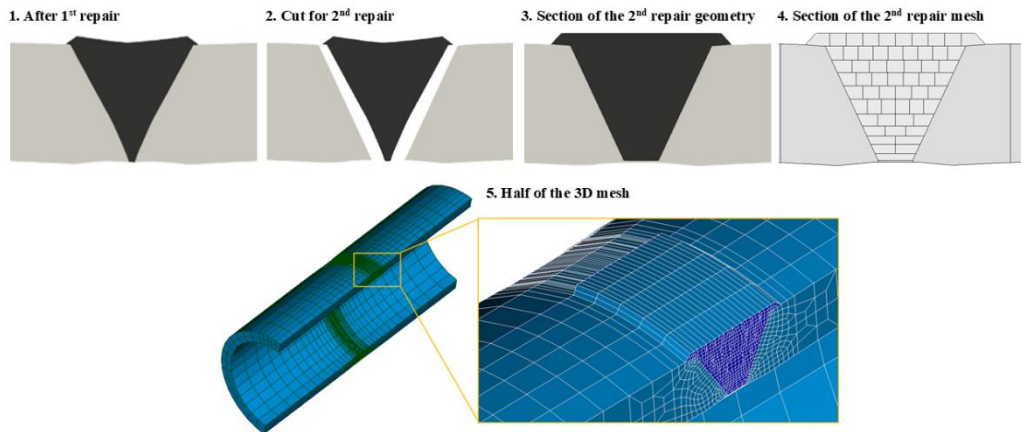 1. After 1st repair
2. Cut for 2nd repair
3. Section of the 2nd repair geometry
4. Section of the 2nd repair mesh
5. Half of the 3D mesh